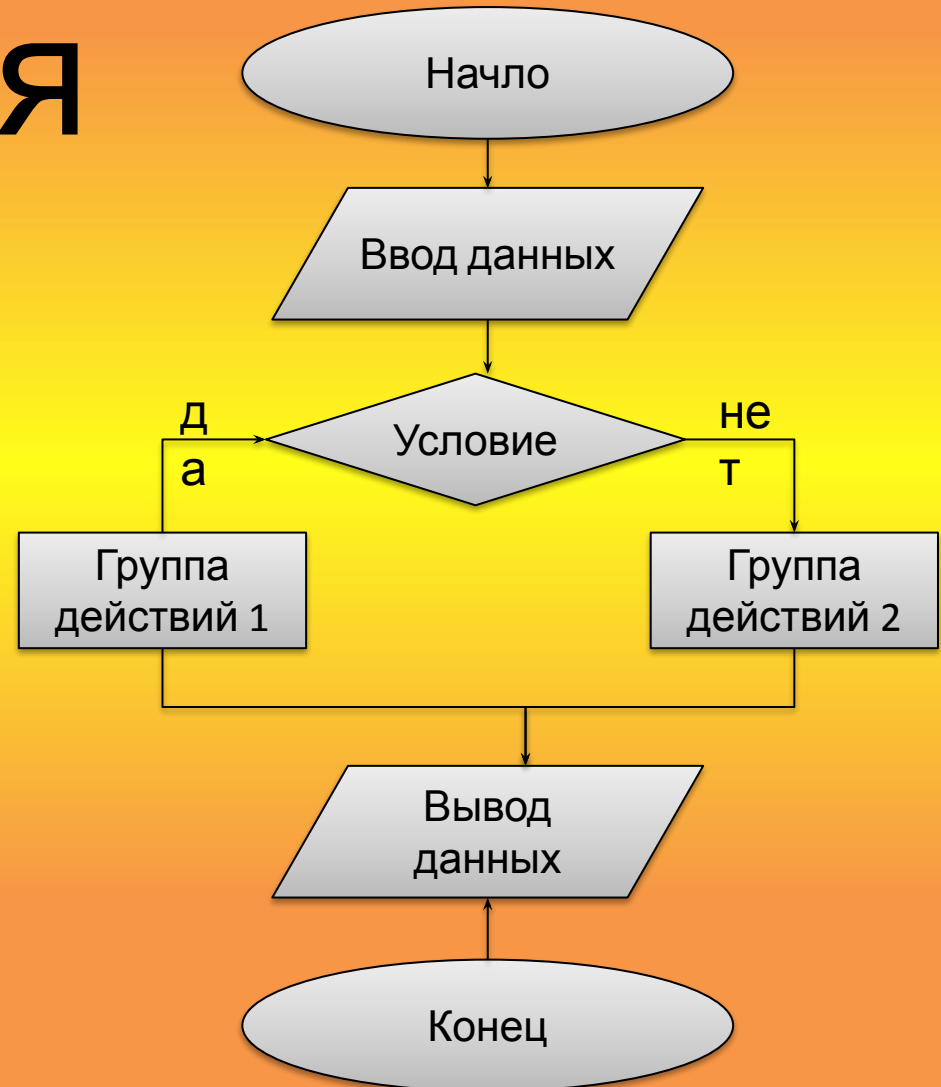 я
Начло
Ввод данных
д
а
Условие
не
т
Группа
действий 1
Группа
действий 2
Вывод
данных
Конец